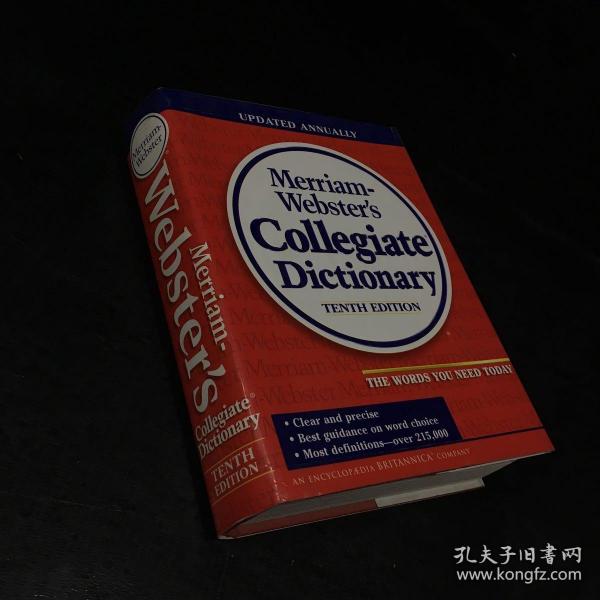 UPDATED ANNUALLY
Merriam-
Webster's
Collegiate
Dictionary
TENTH EDITION
THE WORDS YOU NEED TODAY
• Clear and precise
• Best guidance on word choice
• Most definitions—over 215,000
AN ENCYCLOPÆDIA BRITANNICA® COMPANY
Merriam-
Webster
Merriam-
Webster's
Collegiate®
Dictionary
TENTH
EDITION
孔夫子旧書网
www.kongfz.com